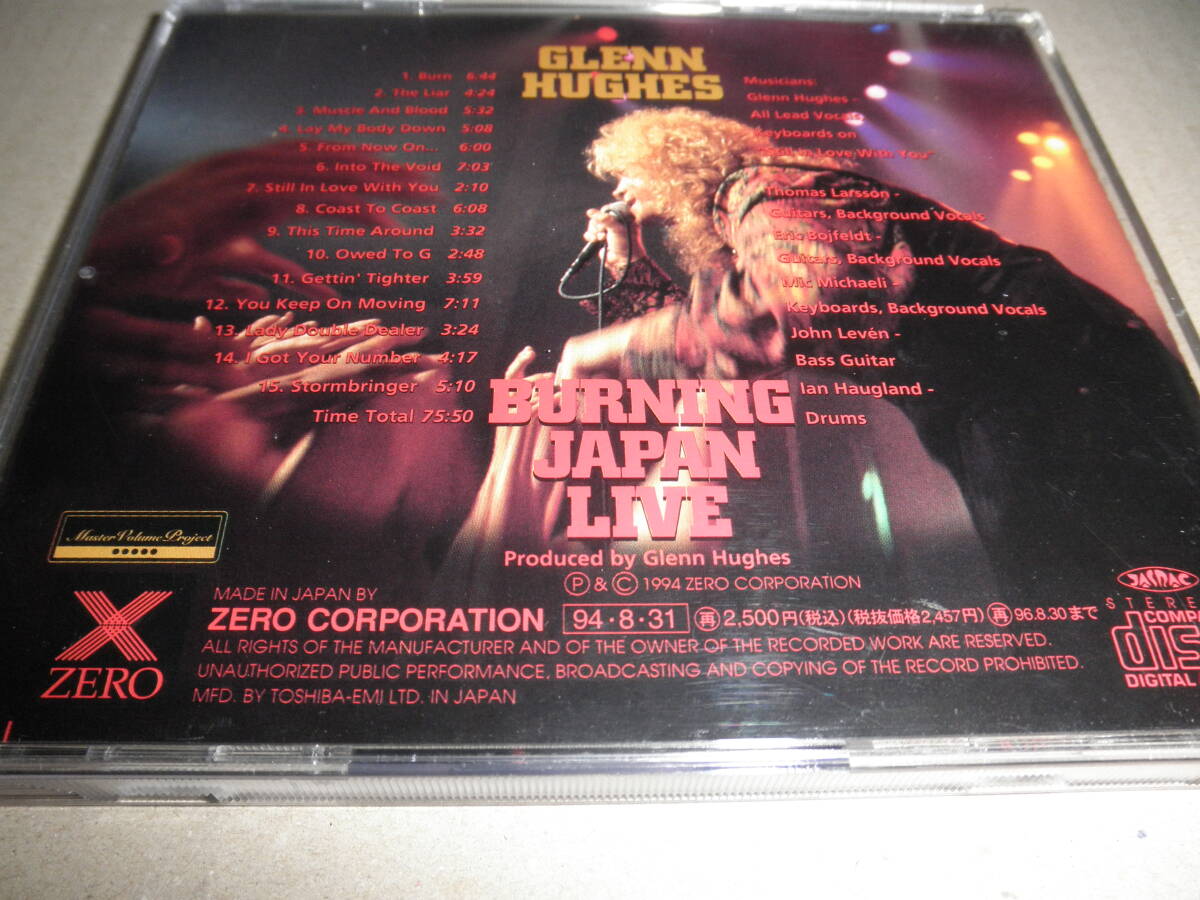 GLENN
HUGHES
1. Burn 6:44
2. The Liar 4:24
3. Muscle And Blood 5:32
4. Lay My Body Down 5:08
5. From Now On... 6:00
6. Into The Void 7:03
7. Still In Love With You 2:10
8. Coast To Coast 6:08
9. This Time Around 3:32
10. Owed To G 2:48
11. Gettin' Tighter 3:59
12. You Keep On Moving 7:11
13. Lady Double Dealer 3:24
14. I Got Your Number 4:17
15. Stormbringer 5:10
Time Total 75:50
Musicians:
Glenn Hughes -
All Lead Vocals
Keyboards on
"Still In Love With You"
Thomas Larsson -
Guitars, Background Vocals
Eric Bojfeldt -
Guitars, Background Vocals
Mic Michaeli -
Keyboards, Background Vocals
John Levén -
Bass Guitar
Ian Haugland -
Drums
BURNING
JAPAN
LIVE
Produced by Glenn Hughes
Ⓟ & © 1994 ZERO CORPORATION
Master Volume Project
ZERO
MADE IN JAPAN BY
ZERO CORPORATION 94・8・31 ㊢2,500円(税込)(税抜価格2,457円)㊢96.8.30まで
ALL RIGHTS OF THE MANUFACTURER AND OF THE OWNER OF THE RECORDED WORK ARE RESERVED.
UNAUTHORIZED PUBLIC PERFORMANCE, BROADCASTING AND COPYING OF THE RECORD PROHIBITED.
MFD. BY TOSHIBA-EMI LTD. IN JAPAN
JASRAC
STERE
COMP
dis
DIGITAL